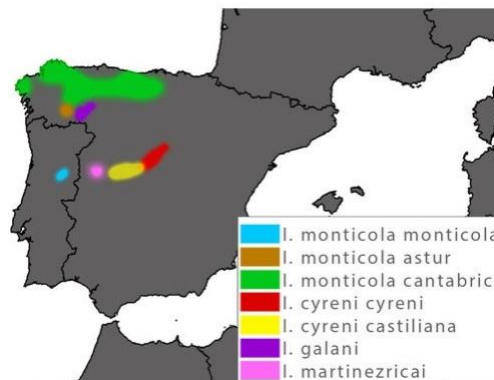 I. monticola monticola
I. monticola astur
I. monticola cantabric
I. cyreni cyreni
I. cyreni castiliana
I. galani
I. martinezricai